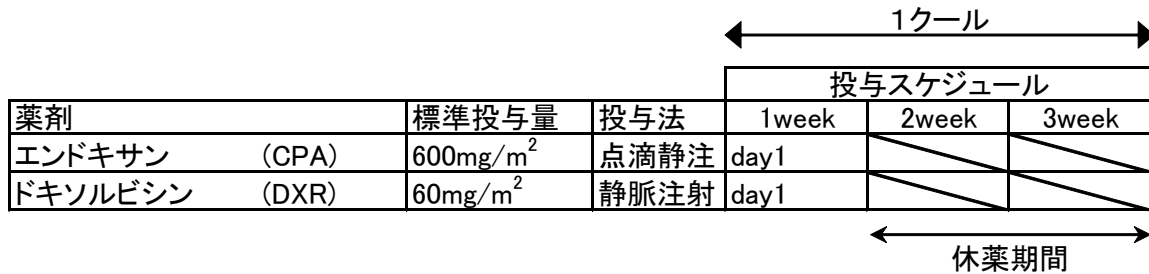 1クール
投与スケジュール
薬剤 標準投与量 投与法 1week 2week 3week
エンドキサン (CPA) 600mg/m² 点滴静注 day1
ドキソルビシン (DXR) 60mg/m² 静脈注射 day1
休薬期間